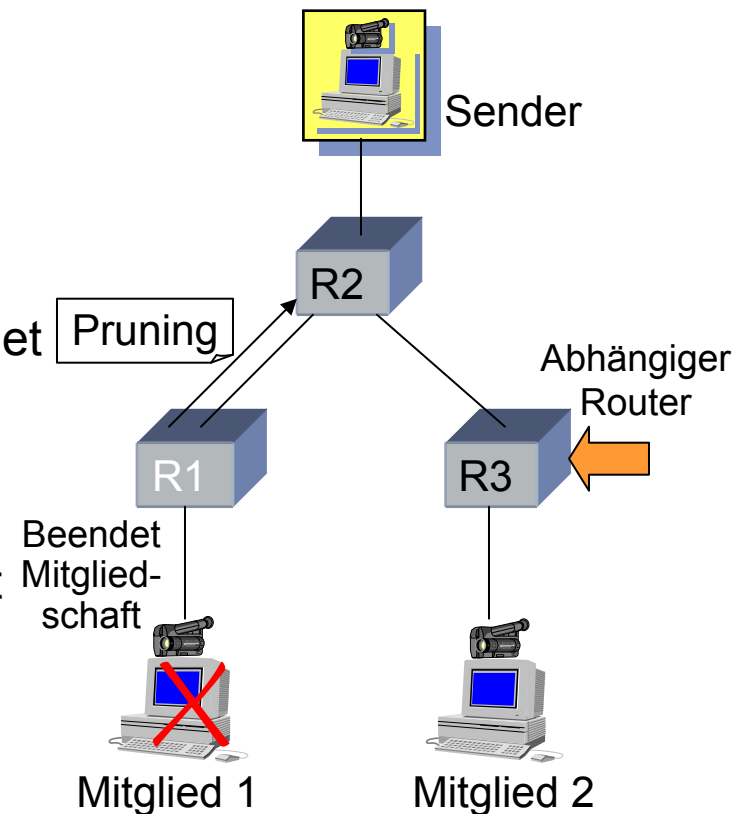 Sender
R2
et
Pruning
Abhängiger
Router
R1
R3
Beendet
Mitglied-
schaft
Mitglied 1
Mitglied 2